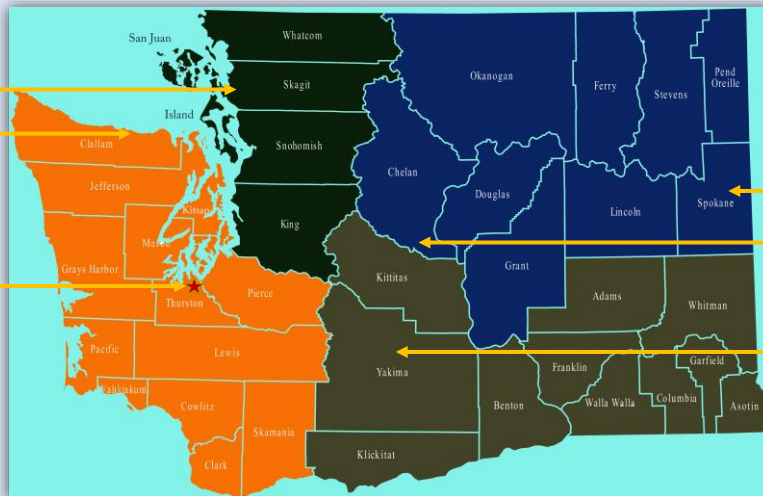 Whatcom
San Juan
Okanogan
Pend
Oreille
Skagit
Ferry
Stevens
Island
Clallam
Snohomish
Chelan
Jefferson
Douglas
Spokane
Kitsap
Lincoln
King
Mason
Grays Harbor
Grant
Kittitas
Pierce
Adams
Thurston
Whitman
Pacific
Lewis
Garfield
Franklin
Yakima
Wahkiakum
Columbia
Walla Walla
Benton
Asotin
Cowlitz
Skamania
Klickitat
Clark